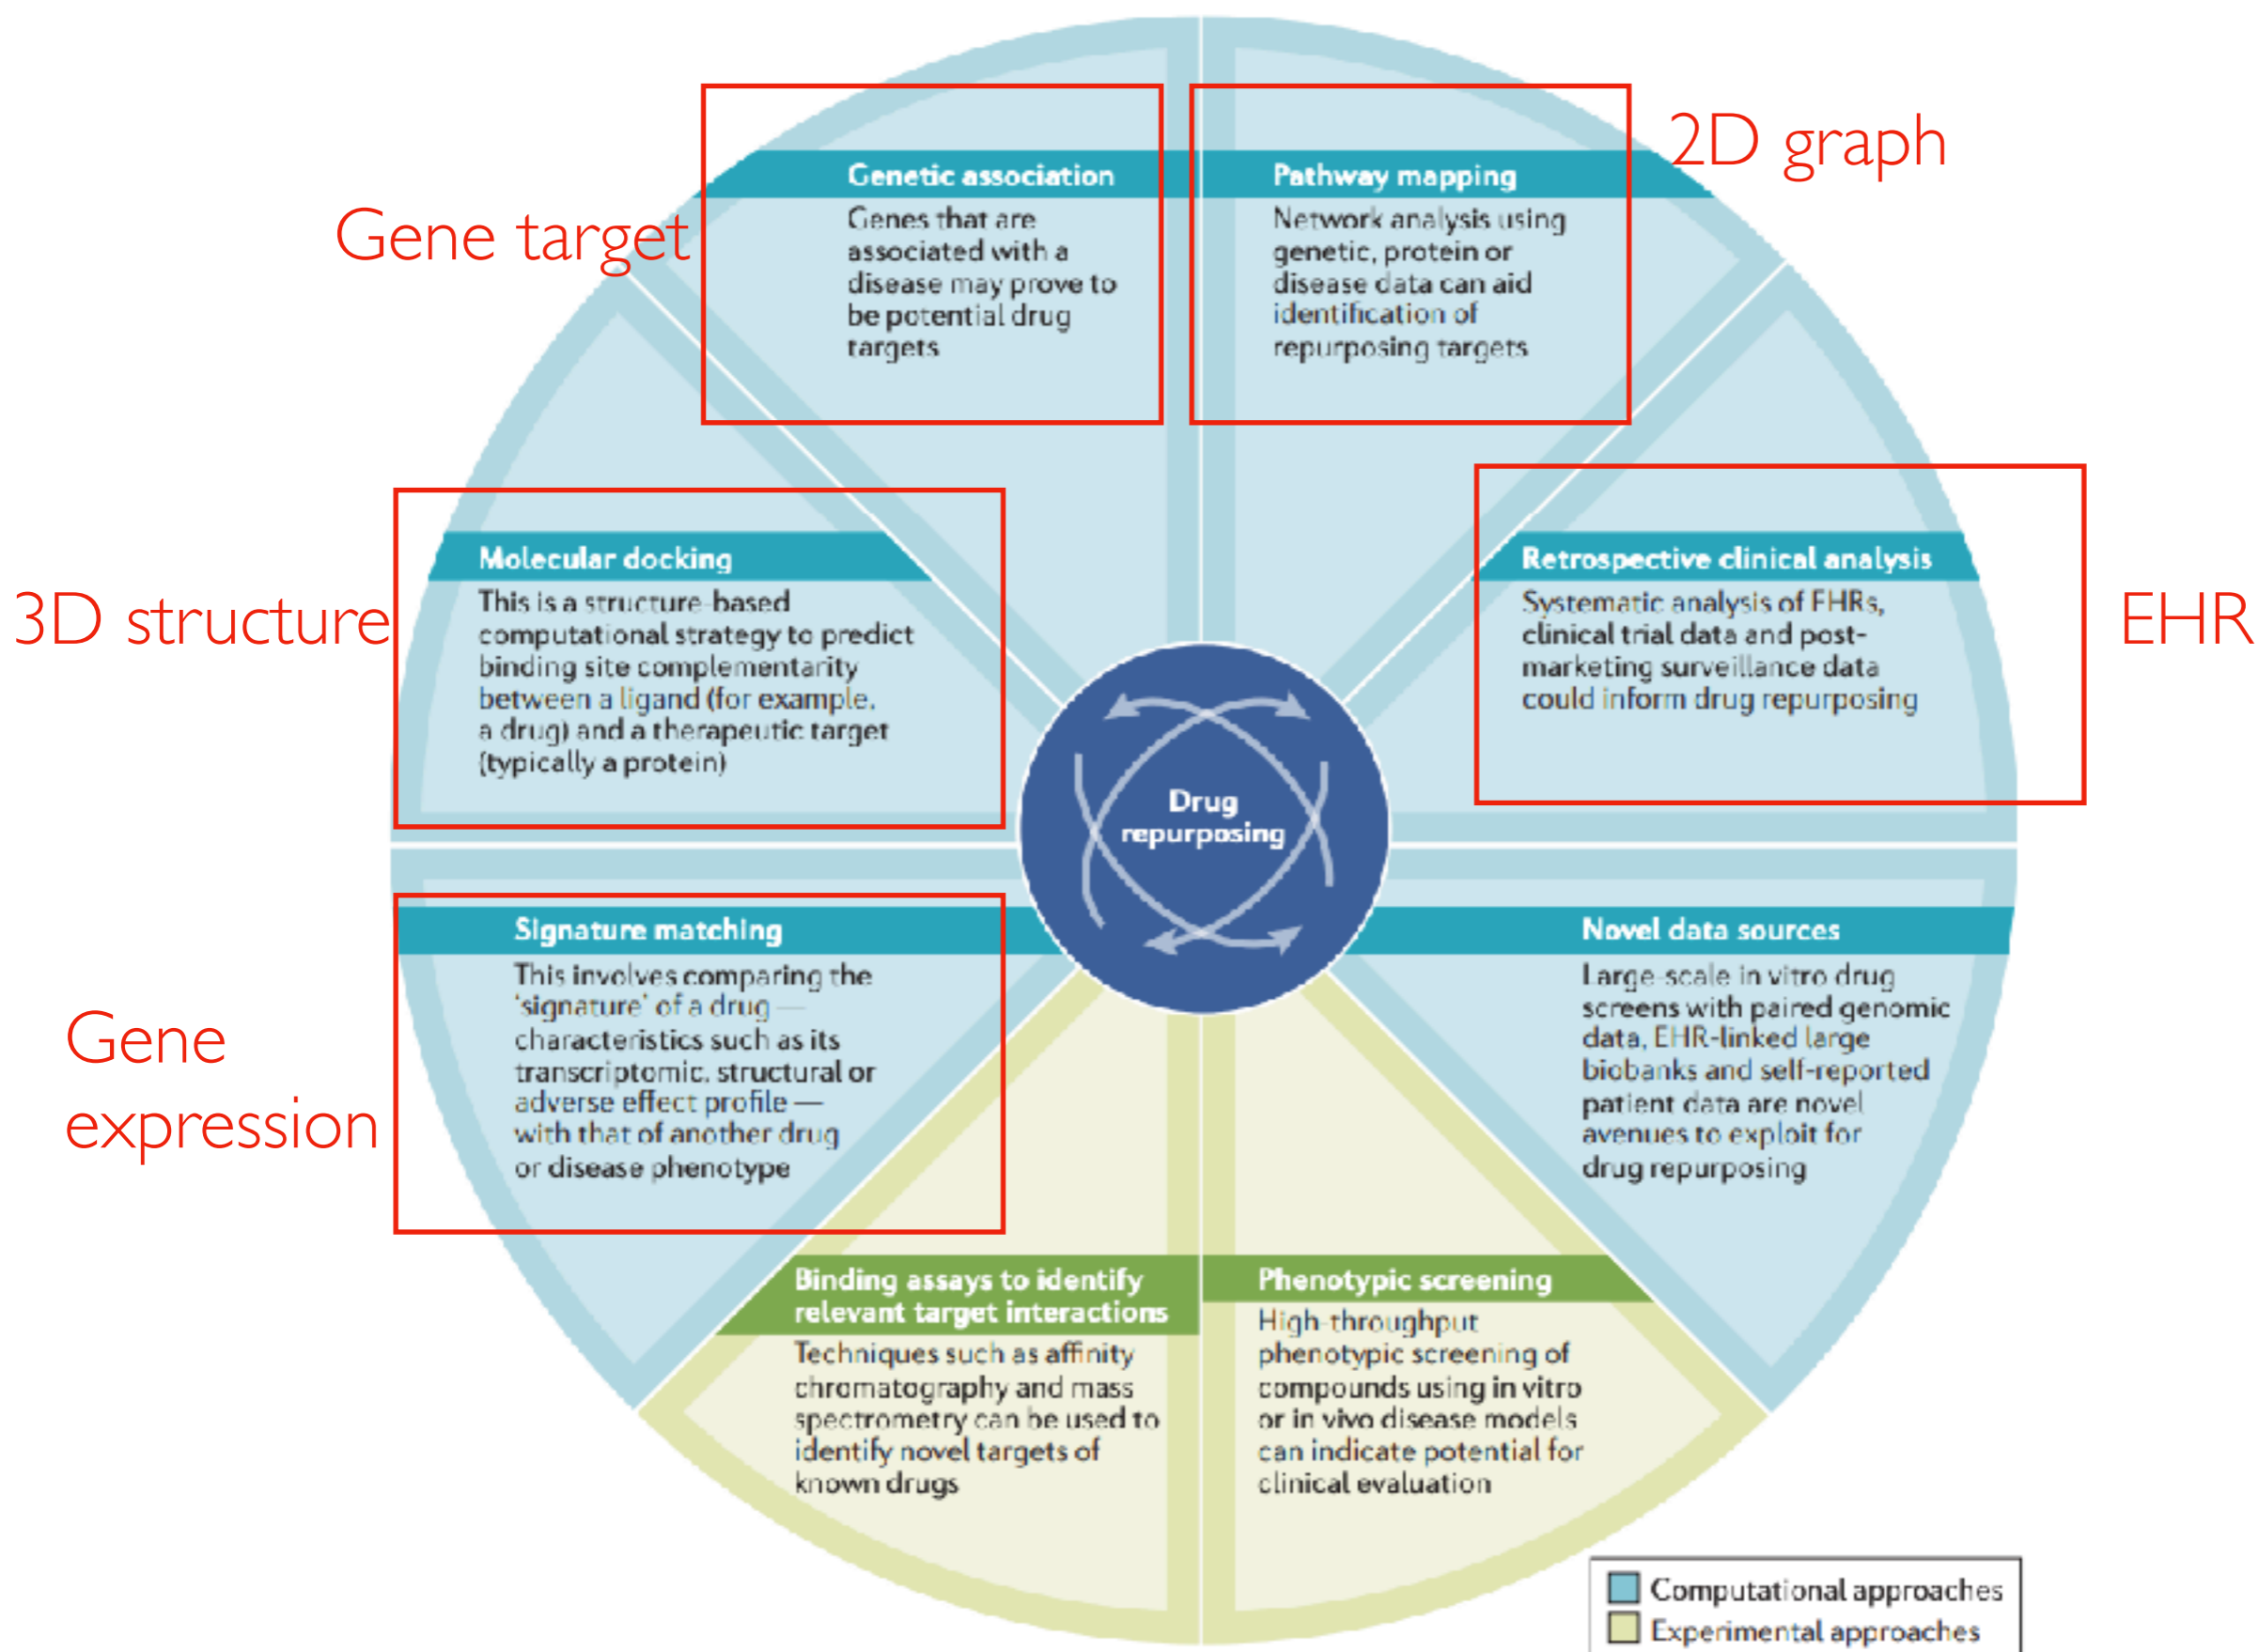 2D graph
Genetic association
Genes that are
associated with a
disease may prove to
be potential drug
targets
Pathway mapping
Network analysis using
genetic, protein or
disease data can aid
identification of
repurposing targets
Gene target
Molecular docking
This is a structure-based
computational strategy to predict
binding site complementarity
between a ligand (for example,
a drug) and a therapeutic target
(typically a protein)
3D structure
Retrospective clinical analysis
Systematic analysis of EHRs,
clinical trial data and post-
marketing surveillance data
could inform drug repurposing
EHR
Drug
repurposing
Signature matching
This involves comparing the
'signature' of a drug —
characteristics such as its
transcriptomic, structural or
adverse effect profile —
with that of another drug
or disease phenotype
Gene
expression
Novel data sources
Large-scale in vitro drug
screens with paired genomic
data, EHR-linked large
biobanks and self-reported
patient data are novel
avenues to exploit for
drug repurposing
Binding assays to identify
relevant target interactions
Techniques such as affinity
chromatography and mass
spectrometry can be used to
identify novel targets of
known drugs
Phenotypic screening
High-throughput
phenotypic screening of
compounds using in vitro
or in vivo disease models
can indicate potential for
clinical evaluation
Computational approaches
Experimental approaches